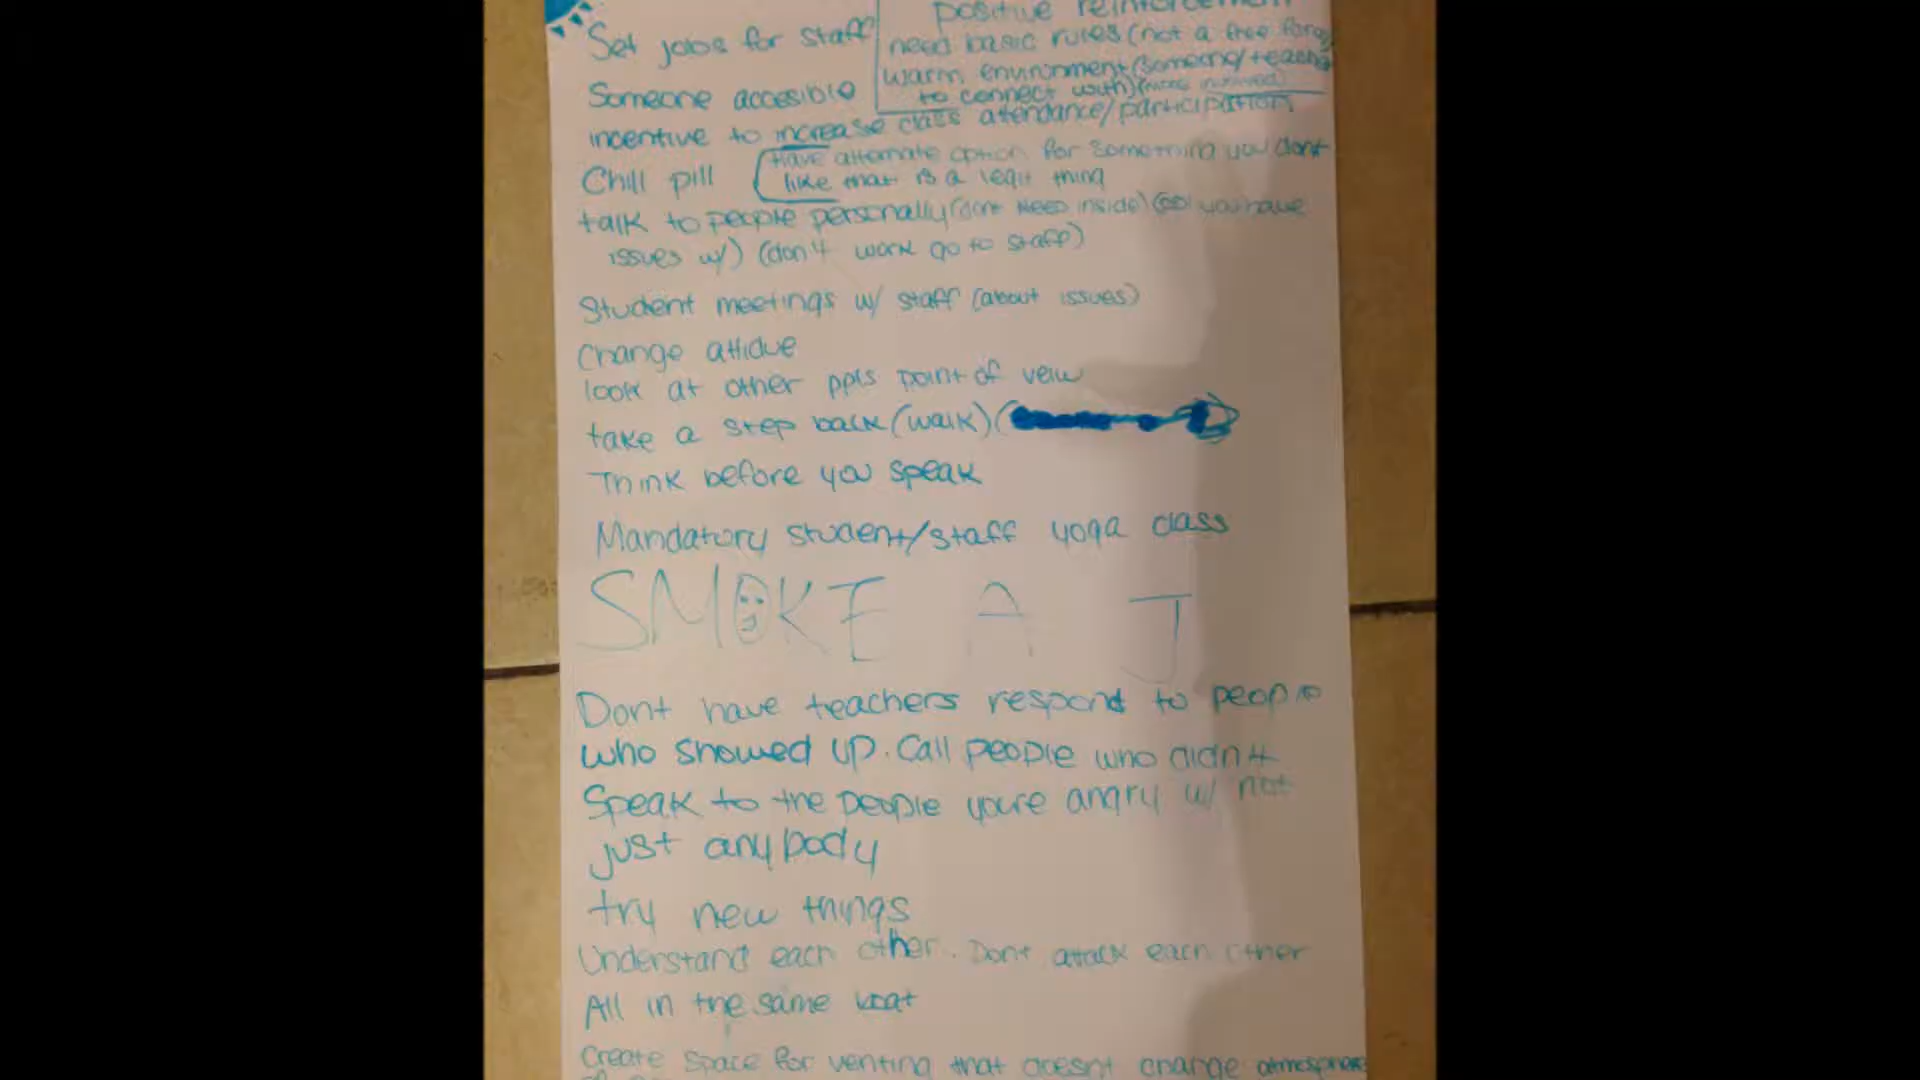 positive reinforcement
Set jobs for staff
need basic rules (not a free for
warm environment (someone/teacher
to connect with)
Someone accesible
incentive to increase class attendance/participation
Have alternate option for something you dont
like that is a legit thing
Chill pill
talk to people personally (dont need inside) you have
issues w/) (don't work go to staff)
Student meetings w/ staff (about issues)
Change attidue
look at other ppls point of veiw
take a step back (walk) (
Think before you speak
Mandatory student/staff yoga class
SMOKE A J
Dont have teachers respond to people
who showed up. Call people who didnt
Speak to the people youre angry w/ not
just anybody
try new things
Understand each other. Dont attack each other
All in the same boat
Create space for venting that doesnt change atmosphere